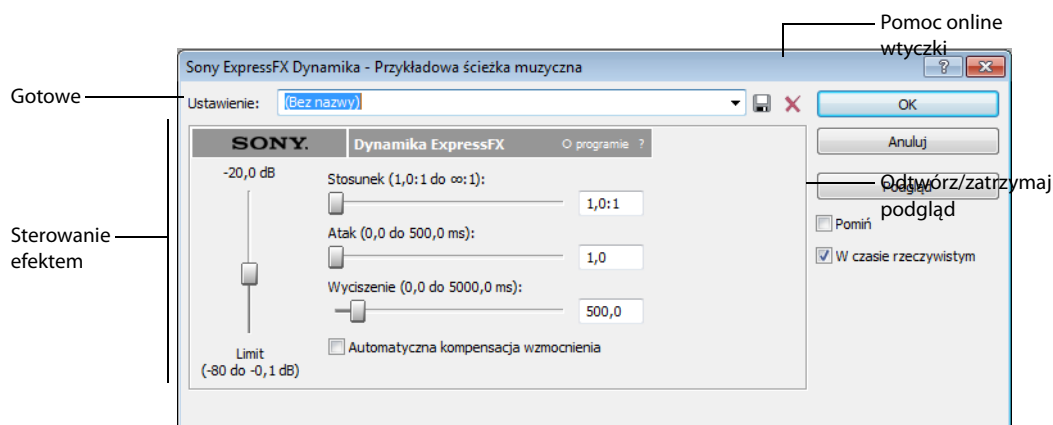 Pomoc online
wtyczki
Sony ExpressFX Dynamika - Przykładowa ścieżka muzyczna
?
Gotowe
Ustawienie: (Bez nazwy)
OK
SONY. Dynamika ExpressFX O programie ?
Anuluj
-20,0 dB
Stosunek (1,0:1 do ∞:1):
1,0:1
Podgląd
Odtwórz/zatrzymaj
podgląd
Pomiń
Sterowanie
efektem
Atak (0,0 do 500,0 ms):
1,0
W czasie rzeczywistym
Wyciszenie (0,0 do 5000,0 ms):
500,0
Automatyczna kompensacja wzmocnienia
Limit
(-80 do -0,1 dB)